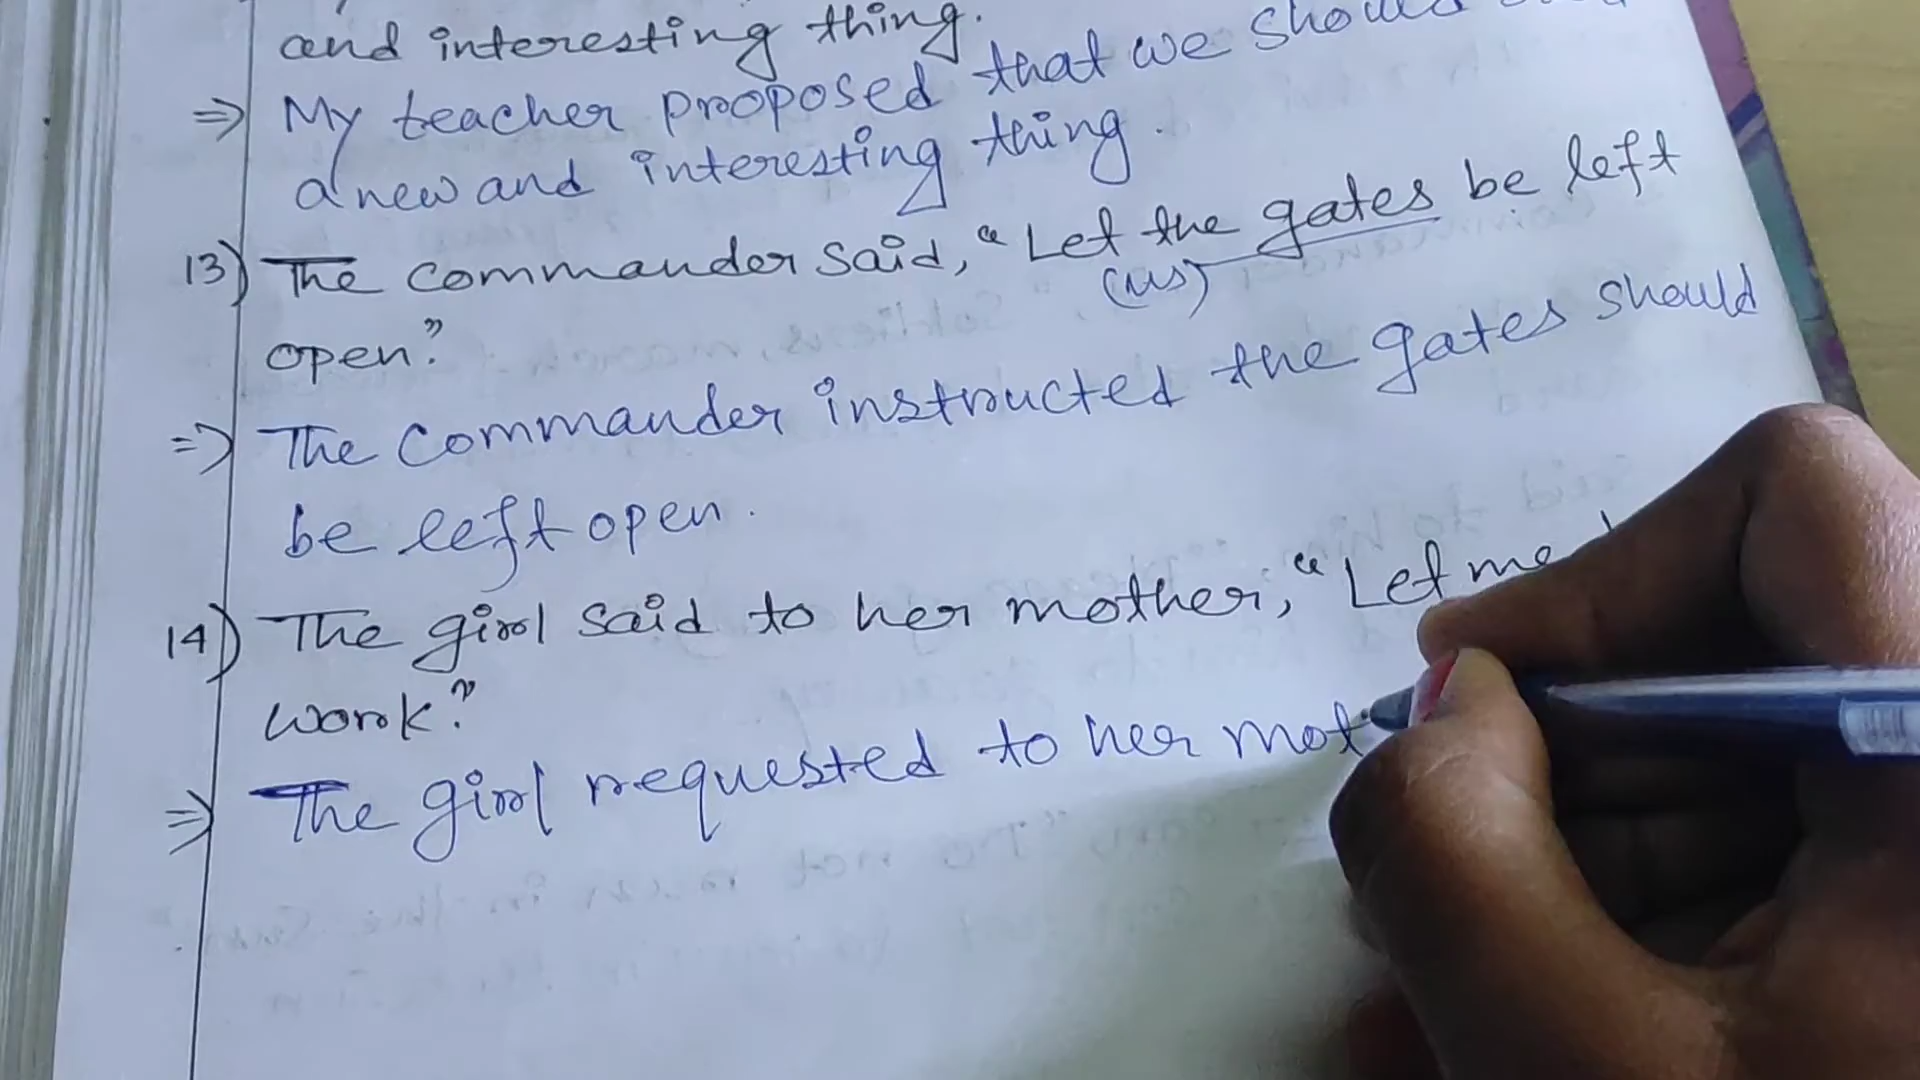 and interesting thing.
⇒ My teacher proposed that we should
a new and interesting thing.
13) The commander said, "Let the gates be left
(us)
open."
⇒ The Commander instructed the gates should
be left open.
14) The girl said to her mother, "Let me
work."
⇒ The girl requested to her mot